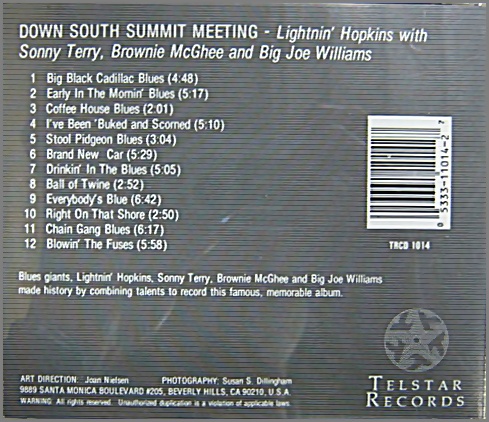 DOWN SOUTH SUMMIT MEETING - Lightnin' Hopkins with
Sonny Terry, Brownie McGhee and Big Joe Williams
1 Big Black Cadillac Blues (4:48)
2 Early In The Mornin' Blues (5:17)
3 Coffee House Blues (2:01)
4 I've Been 'Buked and Scorned (5:10)
5 Stool Pidgeon Blues (3:04)
6 Brand New Car (5:29)
7 Drinkin' In The Blues (5:05)
8 Ball of Twine (2:52)
9 Everybody's Blue (6:42)
10 Right On That Shore (2:50)
11 Chain Gang Blues (6:17)
12 Blowin' The Fuses (5:58)
0 5333-11014-2 7
TRCD 1014
Blues giants, Lightnin' Hopkins, Sonny Terry, Brownie McGhee and Big Joe Williams
made history by combining talents to record this famous, memorable album.
ART DIRECTION: Joan Nielsen PHOTOGRAPHY: Susan S. Dillingham
9889 SANTA MONICA BOULEVARD #205, BEVERLY HILLS, CA 90210, U.S.A.
WARNING: All rights reserved. Unauthorized duplication is a violation of applicable laws.
TELSTAR
RECORDS